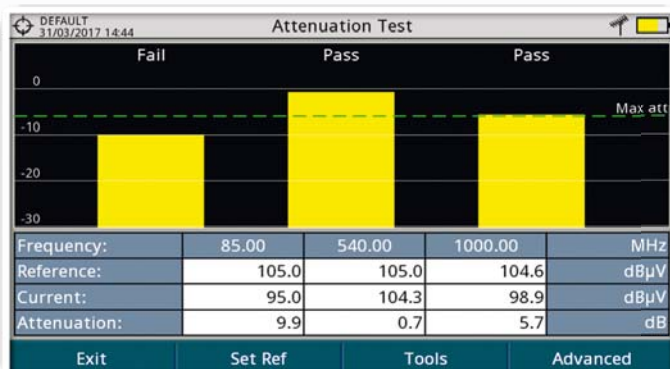 DEFAULT
31/03/2017 14:44
Attenuation Test
Fail Pass Pass
0
Max att
-10
-20
-30
Frequency: 85.00 540.00 1000.00 MHz
Reference: 105.0 105.0 104.6 dBµV
Current: 95.0 104.3 98.9 dBµV
Attenuation: 9.9 0.7 5.7 dB
Exit Set Ref Tools Advanced